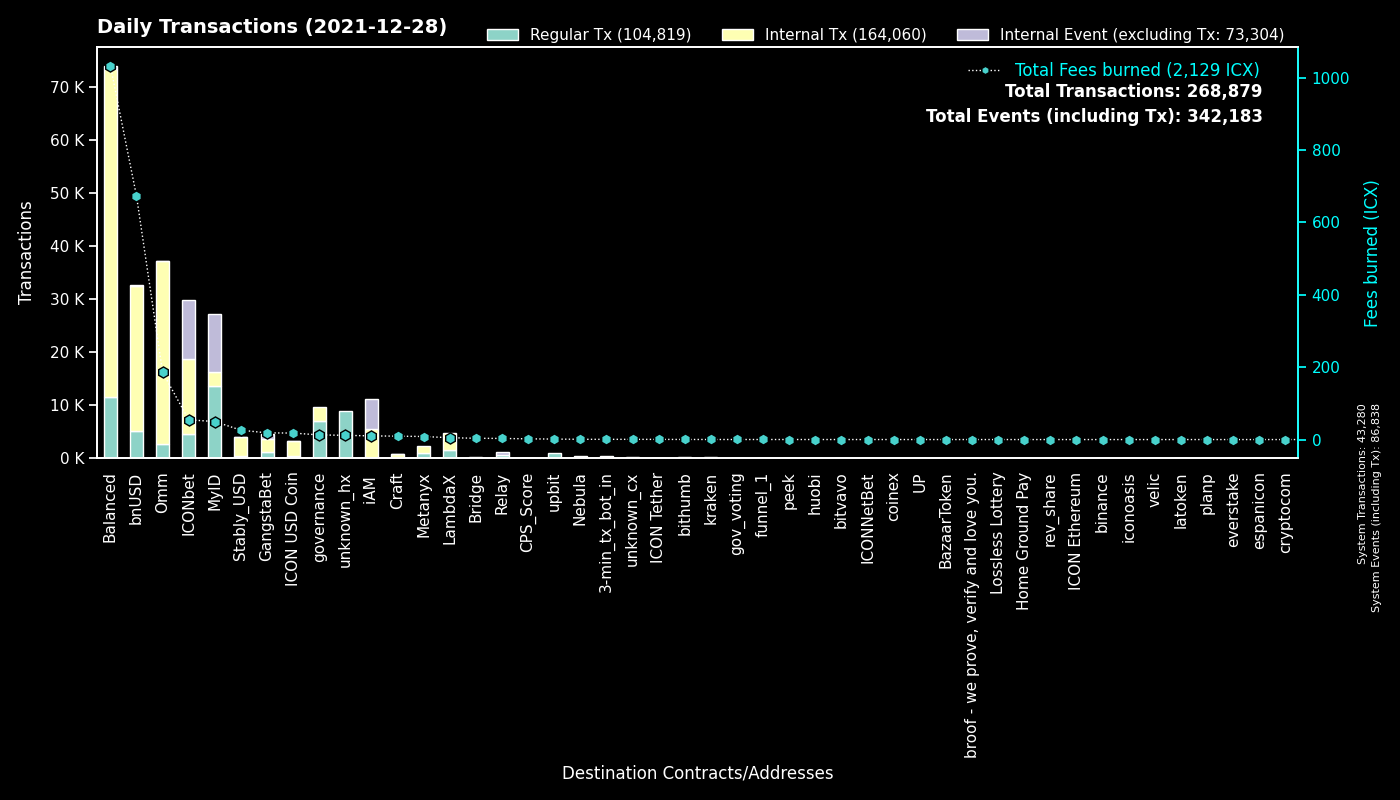 Daily Transactions (2021-12-28)
Regular Tx (104,819)
Internal Tx (164,060)
Internal Event (excluding Tx: 73,304)
Total Fees burned (2,129 ICX)
Total Transactions: 268,879
Total Events (including Tx): 342,183
Transactions
70 K
60 K
50 K
40 K
30 K
20 K
10 K
0 K
1000
800
600
400
200
0
Fees burned (ICX)
System Transactions: 43,280
System Events (including Tx): 86,838
Balanced
bnUSD
Omm
ICONbet
MyID
Stably_USD
GangstaBet
ICON USD Coin
governance
unknown_hx
iAM
Craft
Metanyx
LambdaX
Bridge
Relay
CPS_Score
upbit
Nebula
3-min_tx_bot_in
unknown_cx
ICON Tether
bithumb
kraken
gov_voting
funnel_1
peek
huobi
bitvavo
ICONNetBet
coinex
UP
BazaarToken
broof - we prove, verify and love you.
Lossless Lottery
Home Ground Pay
rev_share
ICON Ethereum
binance
iconoasis
velic
latoken
planp
everstake
espanicon
cryptocom
Destination Contracts/Addresses